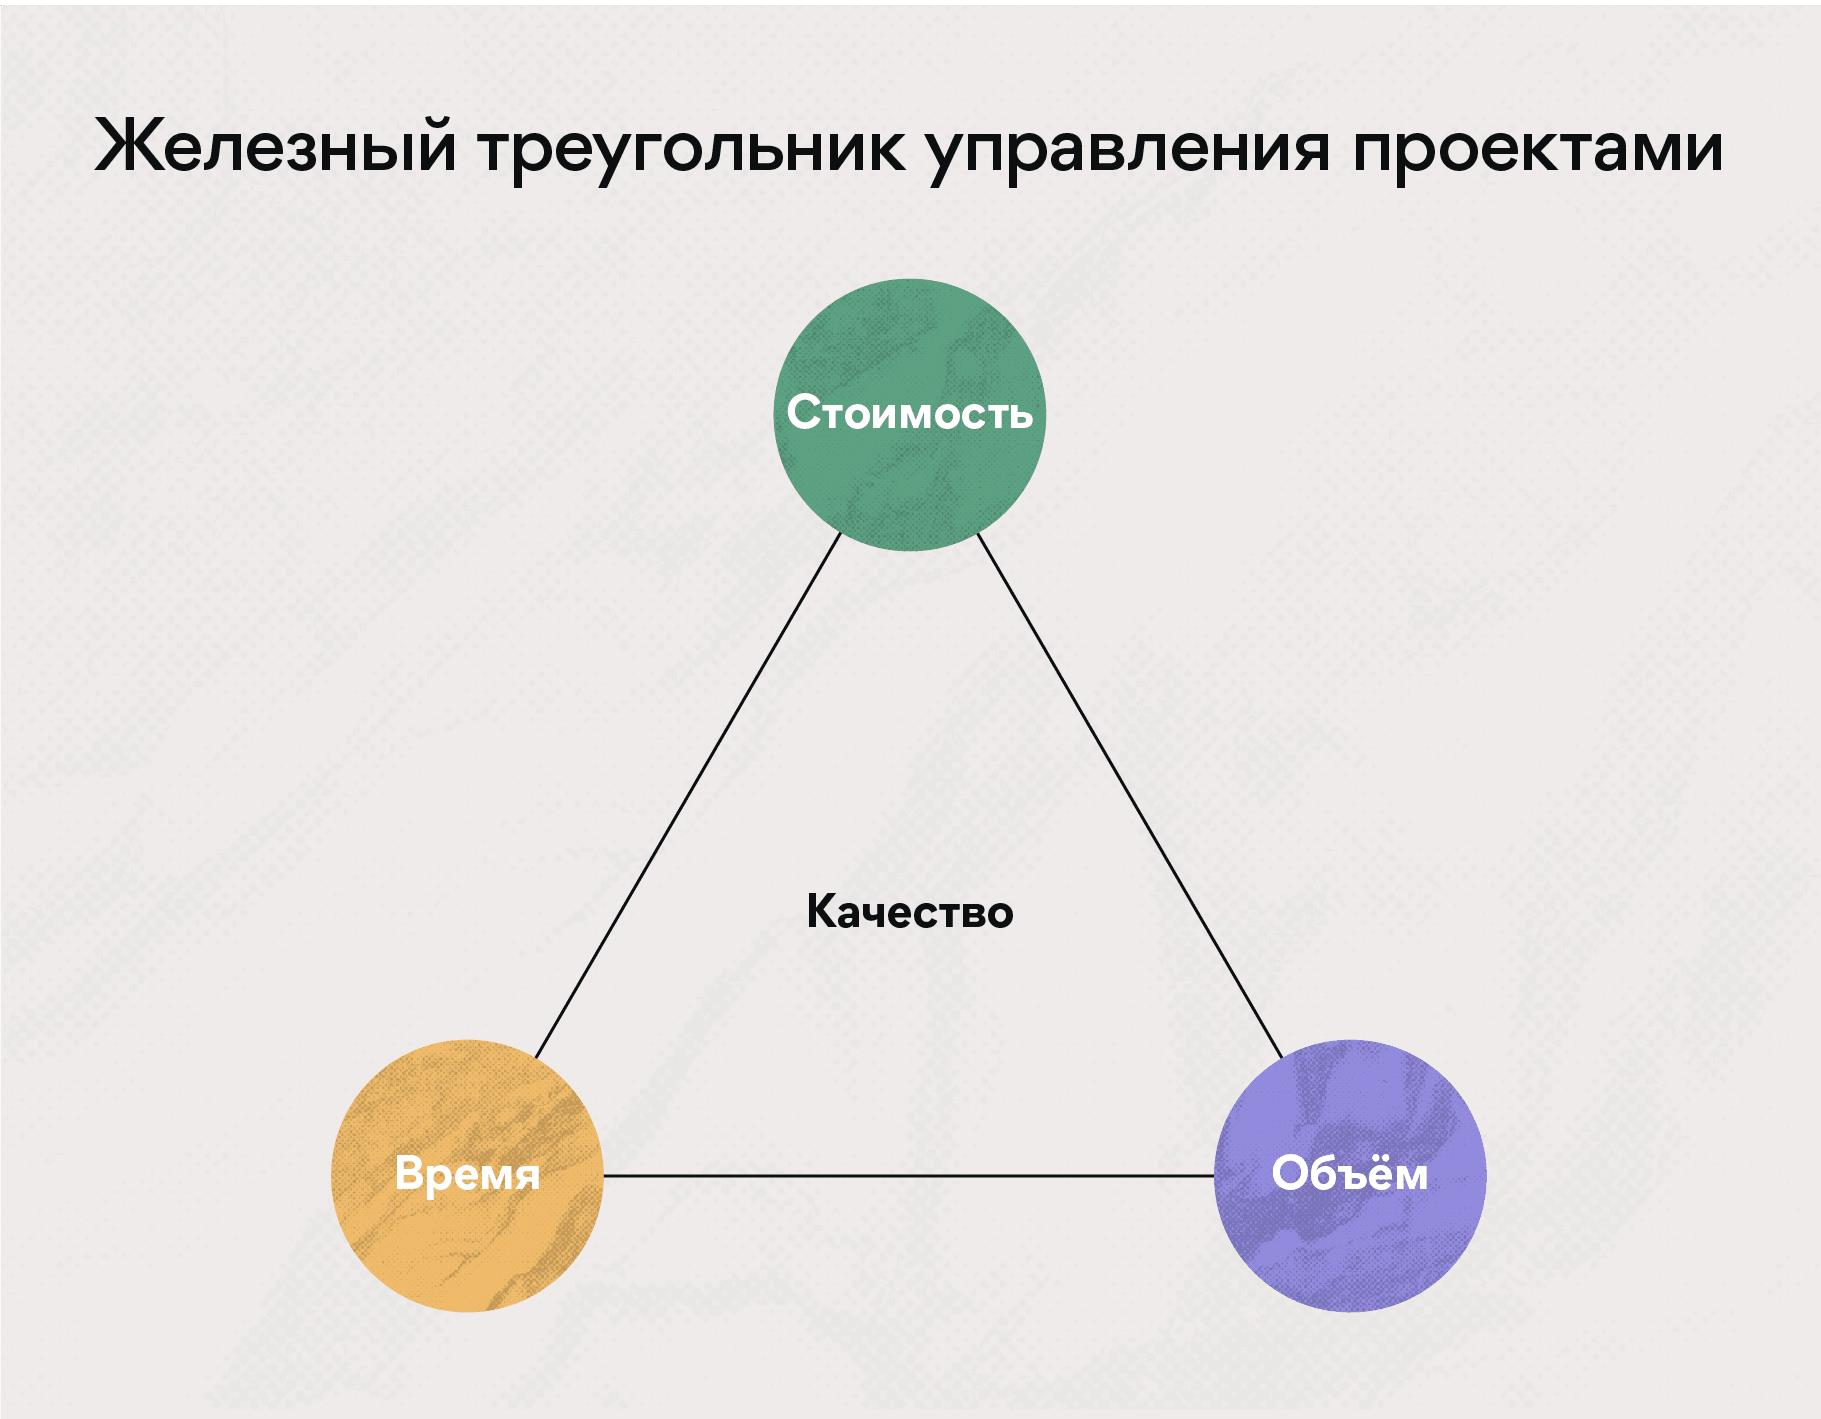 Железный треугольник управления проектами
Стоимость
Качество
Время
Объём